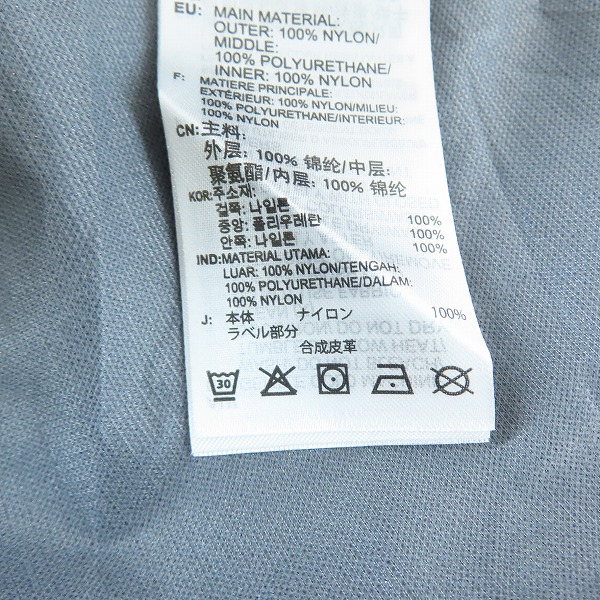 EU: MAIN MATERIAL:
OUTER: 100% NYLON/
MIDDLE:
100% POLYURETHANE/
INNER: 100% NYLON
F: MATIERE PRINCIPALE:
EXTÉRIEUR: 100% NYLON/MILIEU:
100% POLYURETHANE/INTERIEUR:
100% NYLON
CN: 主料:
外层: 100% 锦纶/中层:
聚氨酯/内层: 100% 锦纶
KOR: 주소재:
겉쪽: 나일론 100%
중앙: 폴리우레탄 100%
안쪽: 나일론 100%
IND: MATERIAL UTAMA:
LUAR: 100% NYLON/TENGAH:
100% POLYURETHANE/DALAM:
100% NYLON
J: 本体 ナイロン 100%
ラベル部分
合成皮革
30